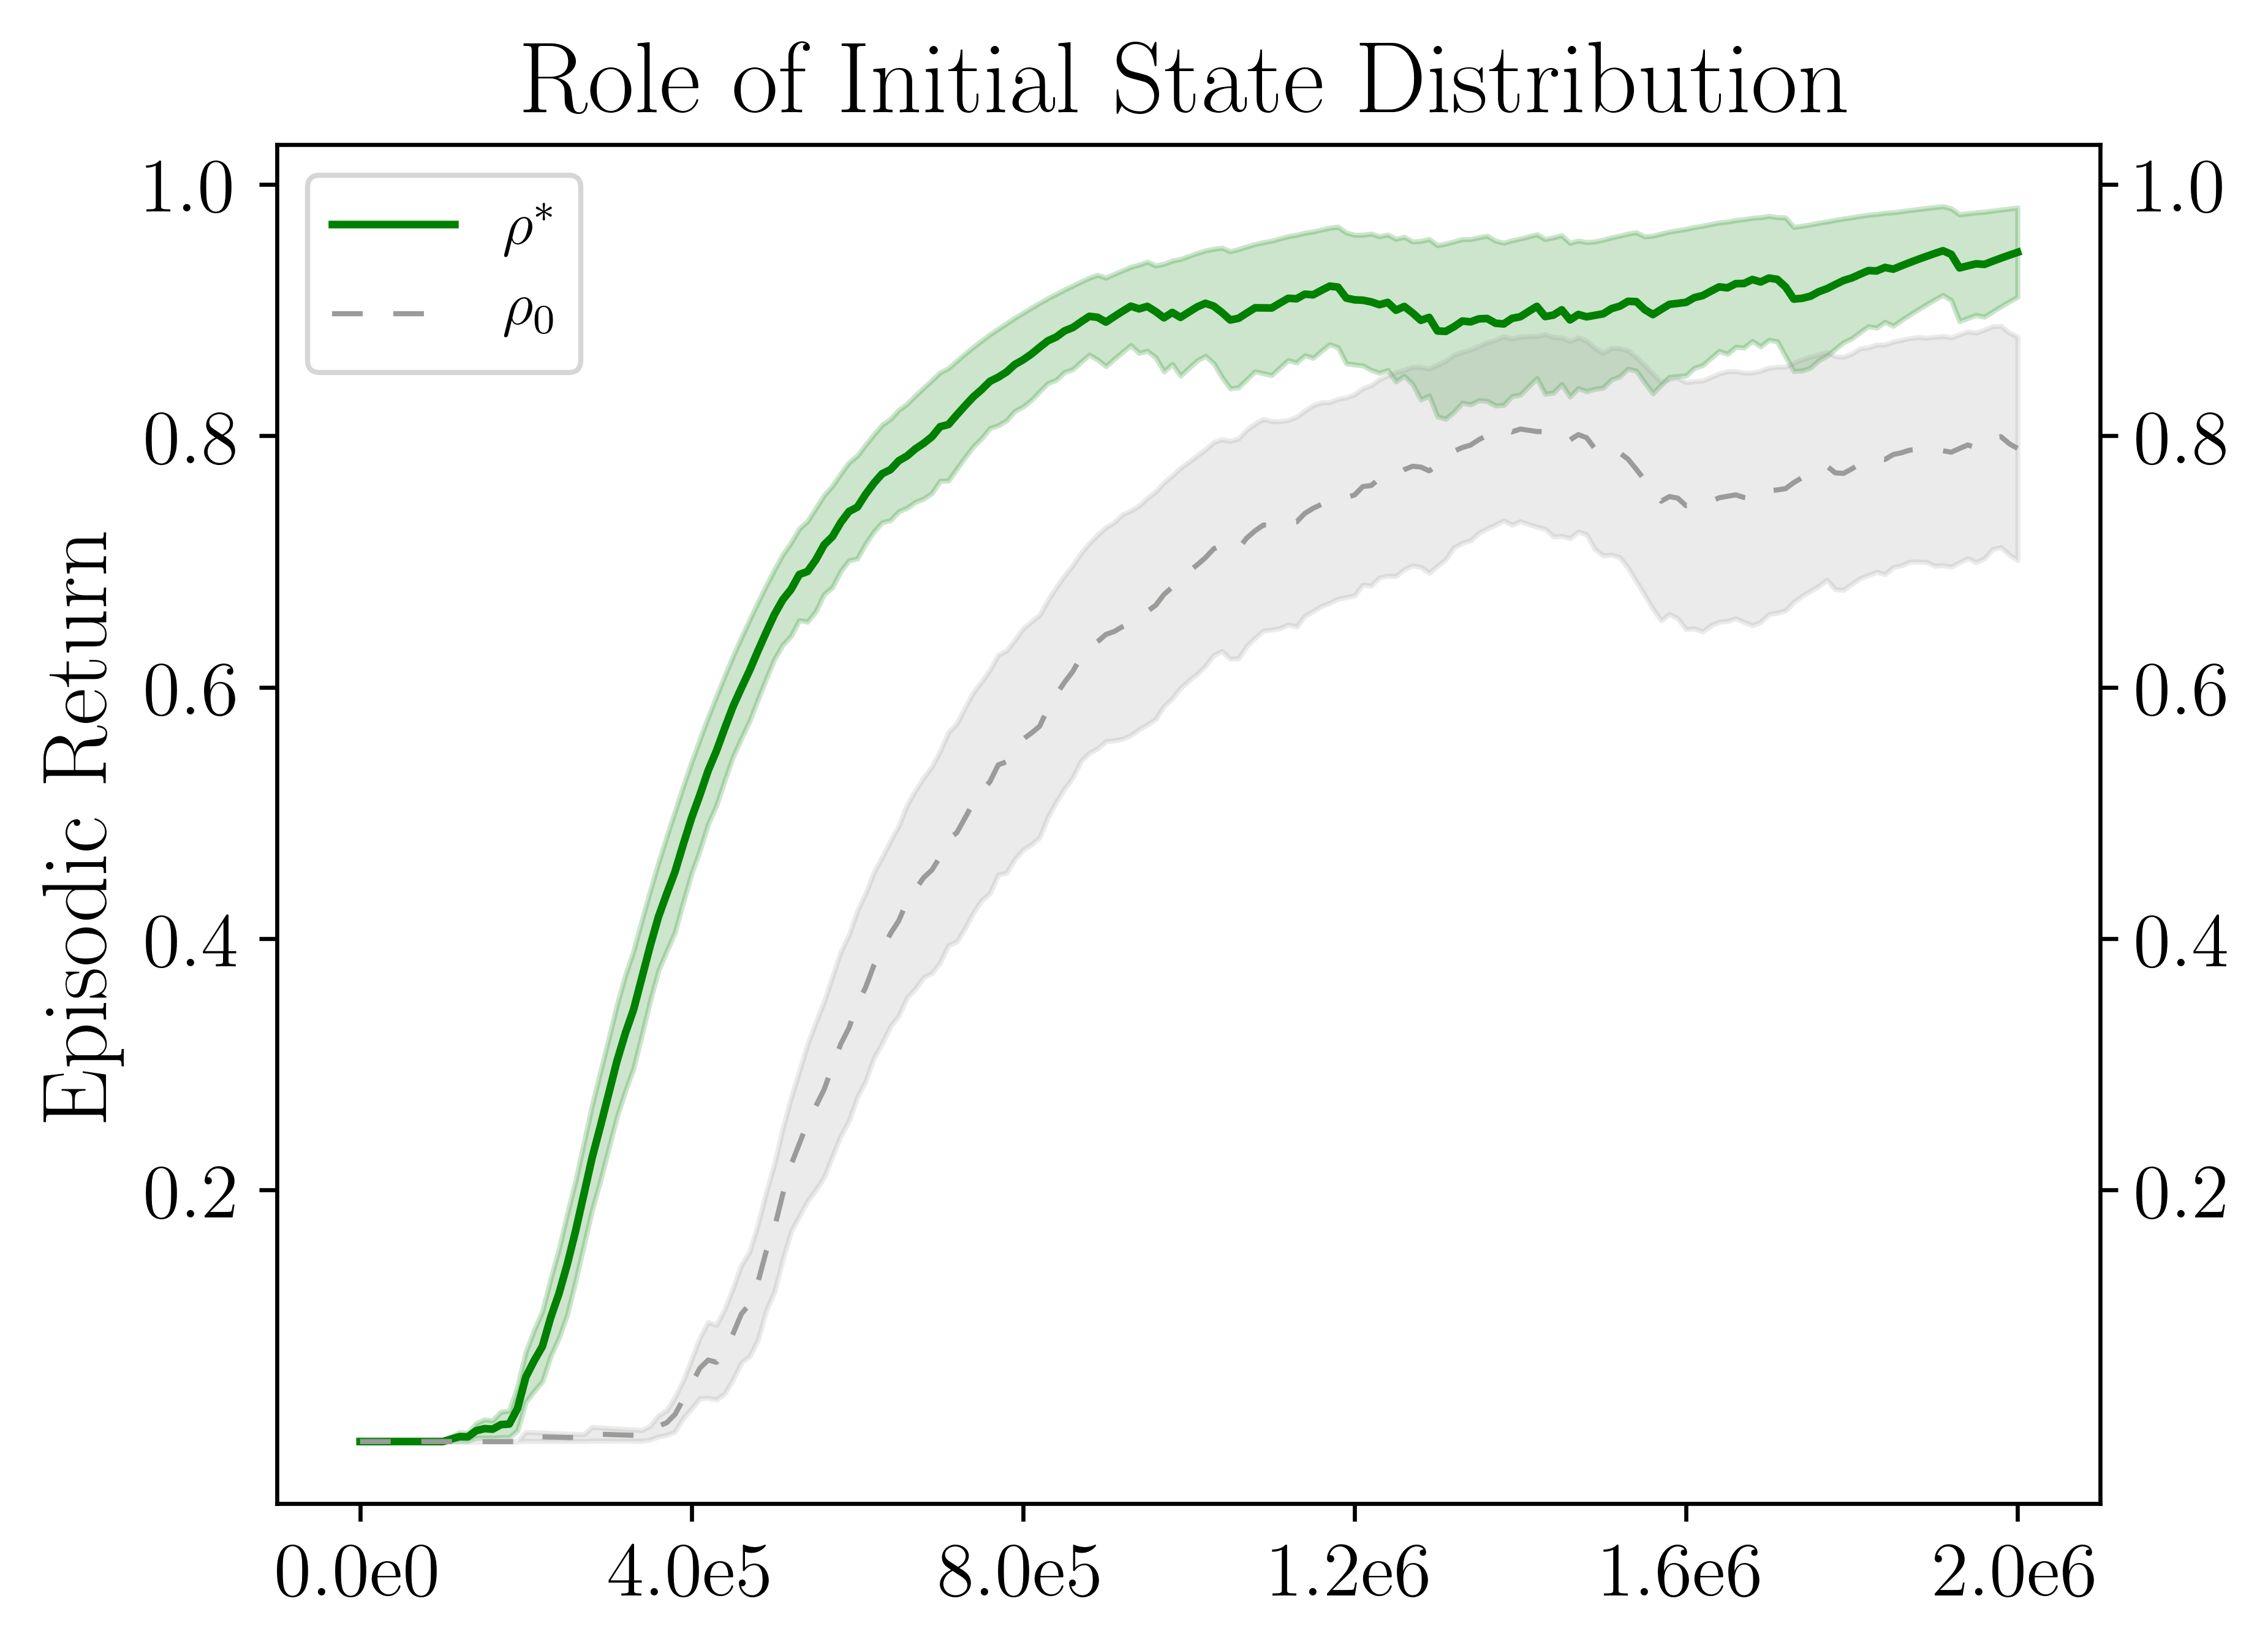 Role of Initial State Distribution
ρ*
ρ₀
Episodic Return
1.0
0.8
0.6
0.4
0.2
1.0
0.8
0.6
0.4
0.2
0.0e0 4.0e5 8.0e5 1.2e6 1.6e6 2.0e6